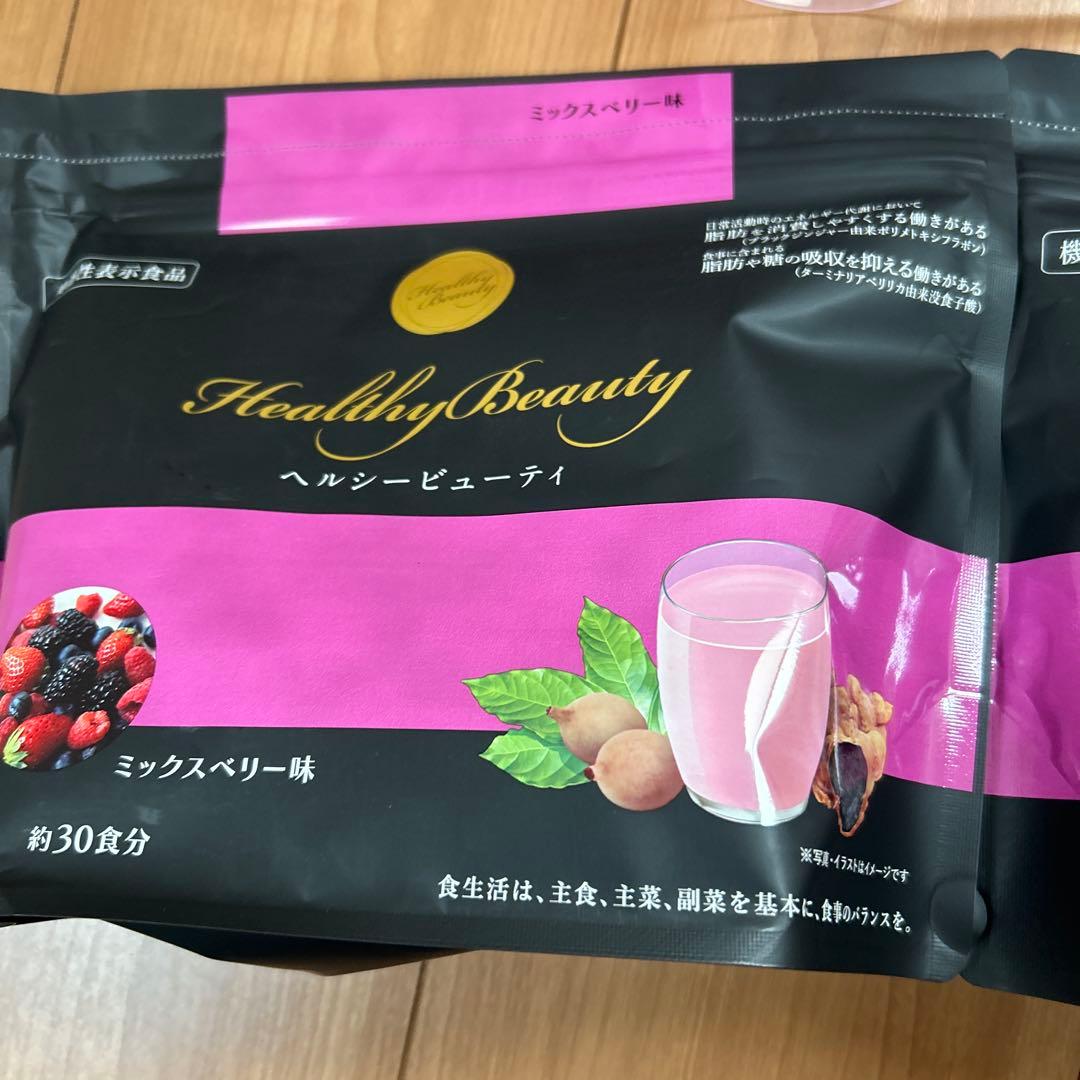 ミックスベリー味
日常活動時のエネルギー代謝において
脂肪を消費しやすくする働きがある
(ブラックジンジャー由来ポリメトキシフラボン)
食事に含まれる
脂肪や糖の吸収を抑える働きがある
(ターミナリアベリリカ由来没食子酸)
性表示食品
機
Healthy
Beauty
Healthy Beauty
ヘルシービューティ
ミックスベリー味
約30食分
※写真・イラストはイメージです
食生活は、主食、主菜、副菜を基本に、食事のバランスを。